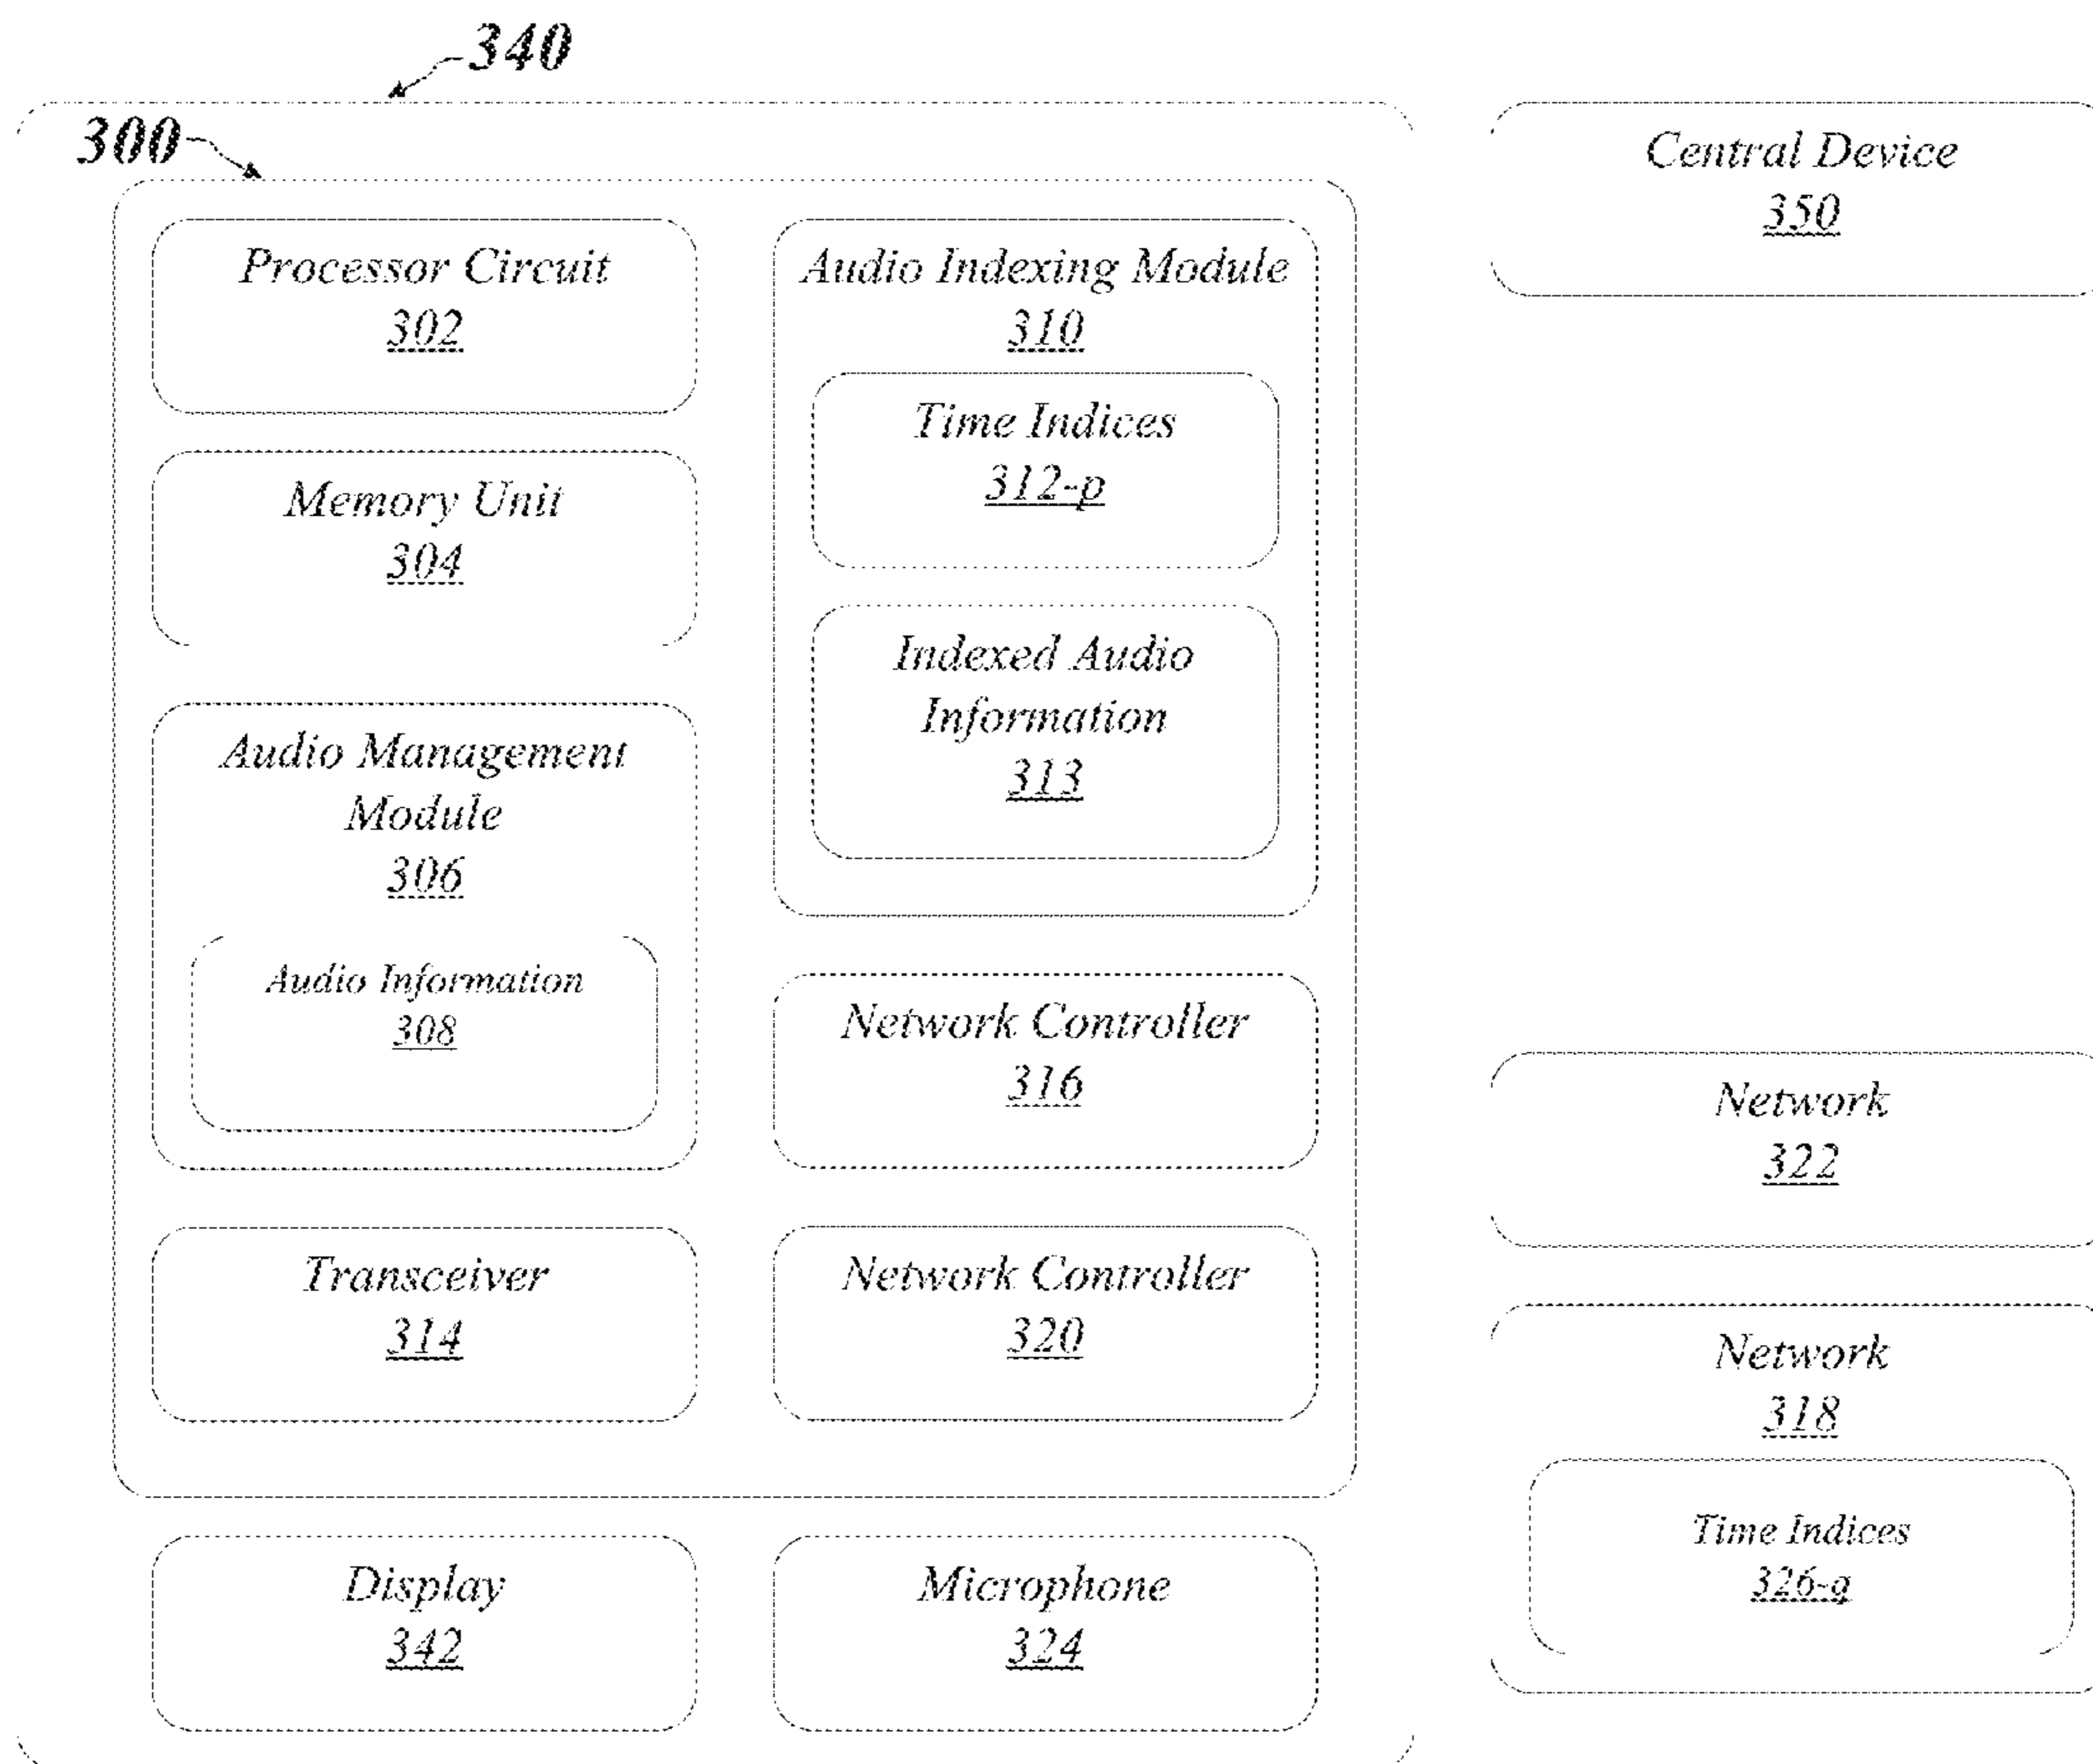 340
300
Processor Circuit
302
Memory Unit
304
Audio Management
Module
306
Audio Information
308
Transceiver
314
Audio Indexing Module
310
Time Indices
312-p
Indexed Audio
Information
313
Network Controller
316
Network Controller
320
Display
342
Microphone
324
Central Device
350
Network
322
Network
318
Time Indices
326-q